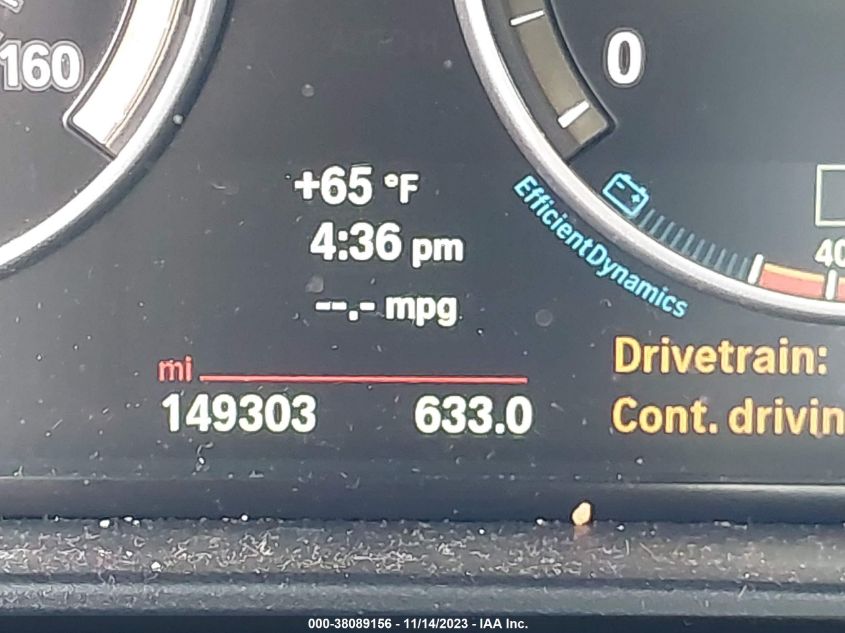 160
0
+65 °F
4:36 pm
--.- mpg
EfficientDynamics
40
mi
149303 633.0
Drivetrain:
Cont. drivin
000-38089156 - 11/14/2023 - IAA Inc.